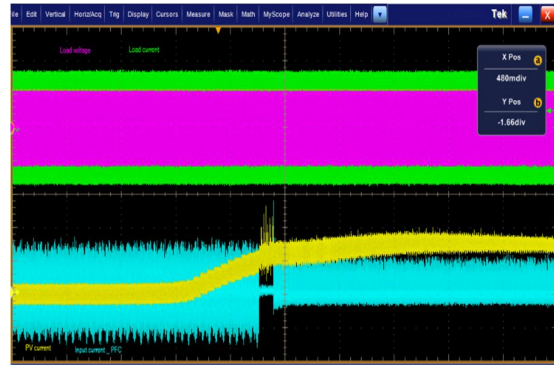 ile Edit Vertical Horiz/Acq Trig Display Cursors Measure Mask Math MyScope Analyze Utilities Help Tek X
Load voltage Load current
X Pos a
480mdiv
Y Pos b
-1.66div
PV current Input current _ PFC